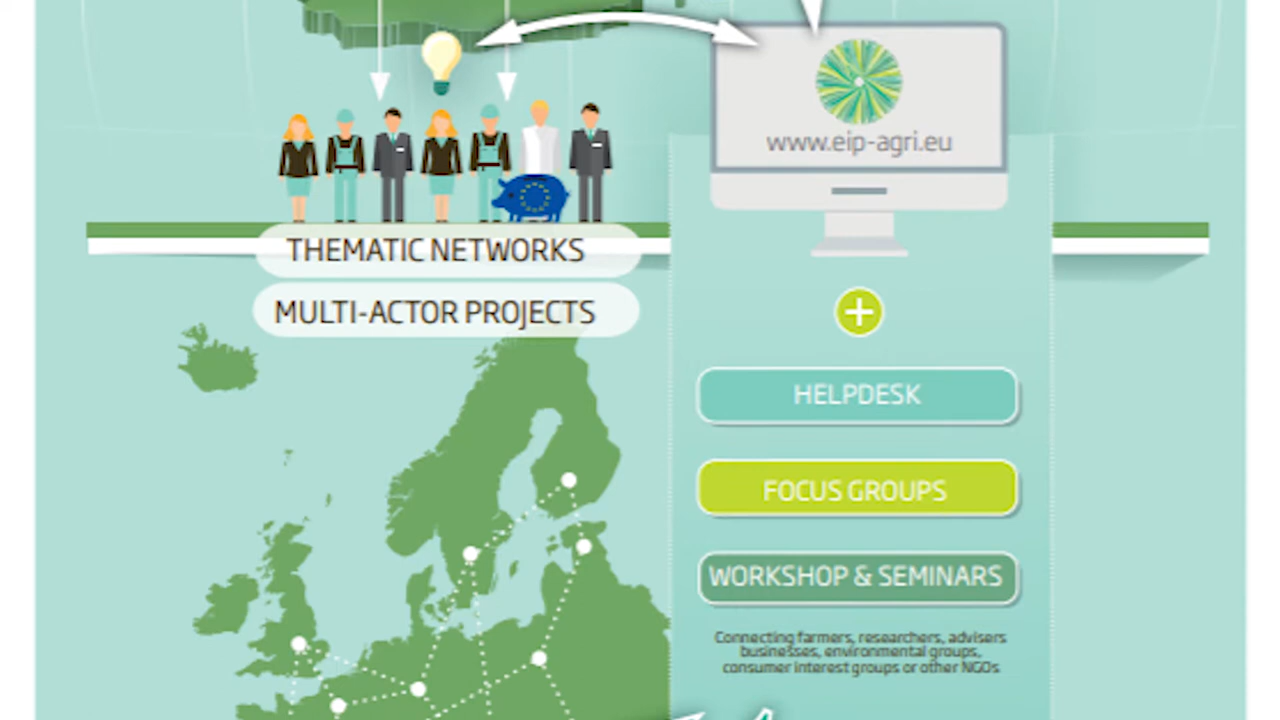 www.eip-agri.eu
THEMATIC NETWORKS
MULTI-ACTOR PROJECTS
HELPDESK
FOCUS GROUPS
WORKSHOP & SEMINARS
Connecting farmers, researchers, advisers
businesses, environmental groups,
consumer interest groups or other NGOs